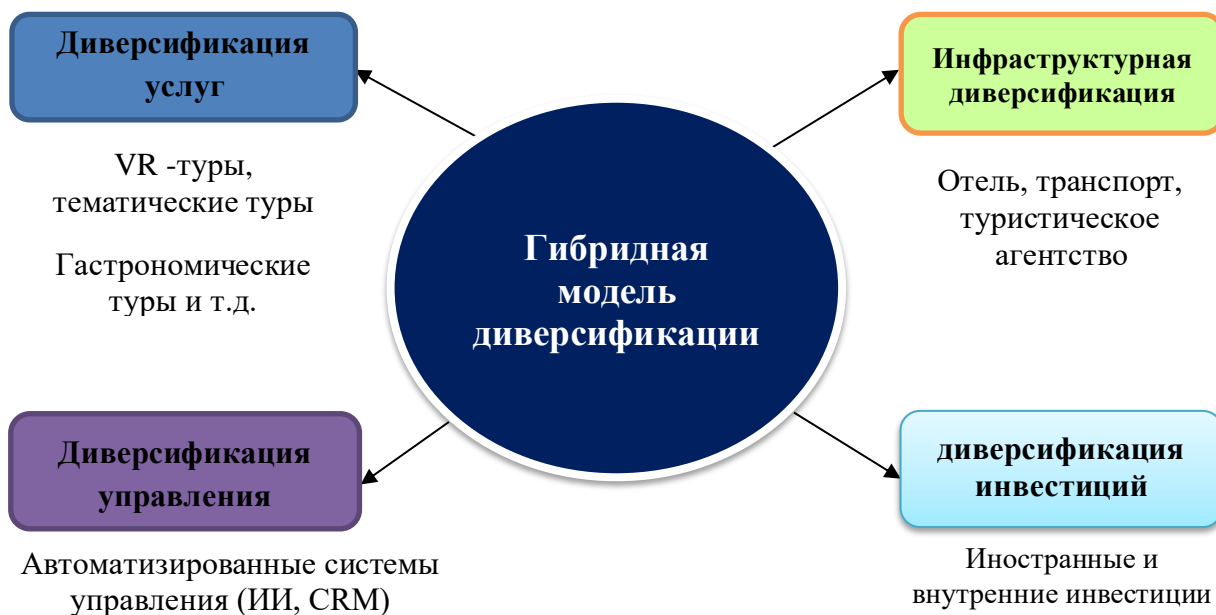 Диверсификация
услуг
VR -туры,
тематические туры
Гастрономические
туры и т.д.
Инфраструктурная
диверсификация
Отель, транспорт,
туристическое
агентство
Гибридная
модель
диверсификации
Диверсификация
управления
Автоматизированные системы
управления (ИИ, CRM)
диверсификация
инвестиций
Иностранные и
внутренние инвестиции